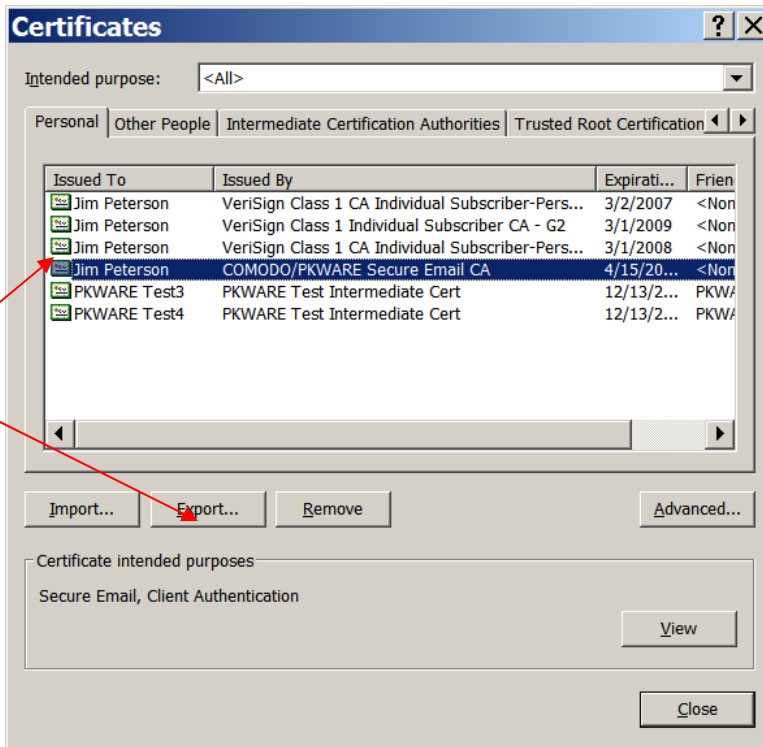 Certificates
Intended purpose: <All>
Personal Other People Intermediate Certification Authorities Trusted Root Certification
Issued To Issued By Expirati... Frien
Jim Peterson VeriSign Class 1 CA Individual Subscriber-Pers... 3/2/2007 <Non
Jim Peterson VeriSign Class 1 Individual Subscriber CA - G2 3/1/2009 <Non
Jim Peterson VeriSign Class 1 CA Individual Subscriber-Pers... 3/1/2008 <Non
Jim Peterson COMODO/PKWARE Secure Email CA 4/15/20... <Non
PKWARE Test3 PKWARE Test Intermediate Cert 12/13/2... PKWA
PKWARE Test4 PKWARE Test Intermediate Cert 12/13/2... PKWA
Import... Export... Remove Advanced...
Certificate intended purposes
Secure Email, Client Authentication
View
Close